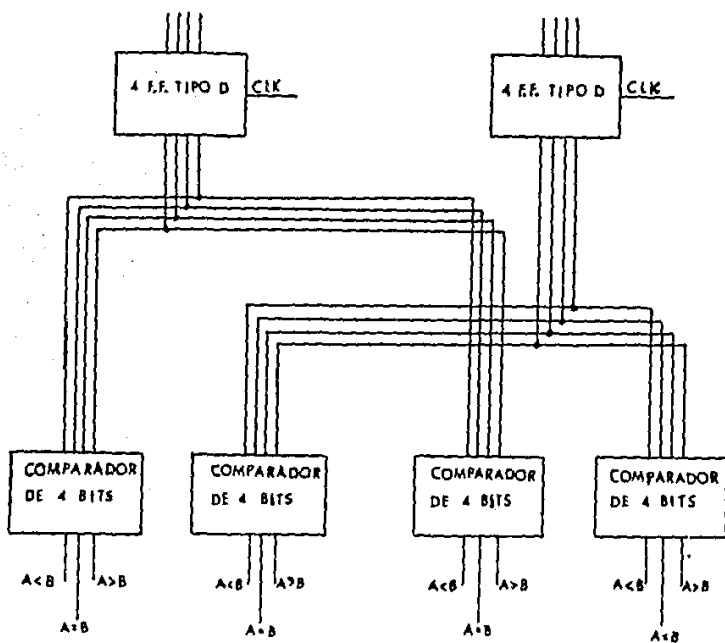 4 F.F. TIPO D
CLK
4 F.F. TIPO D
CLK
COMPARADOR
DE 4 BITS
COMPARADOR
DE 4 BITS
COMPARADOR
DE 4 BITS
COMPARADOR
DE 4 BITS
A<B
A>B
A=B
A<B
A>B
A=B
A<B
A>B
A=B
A<B
A>B
A=B